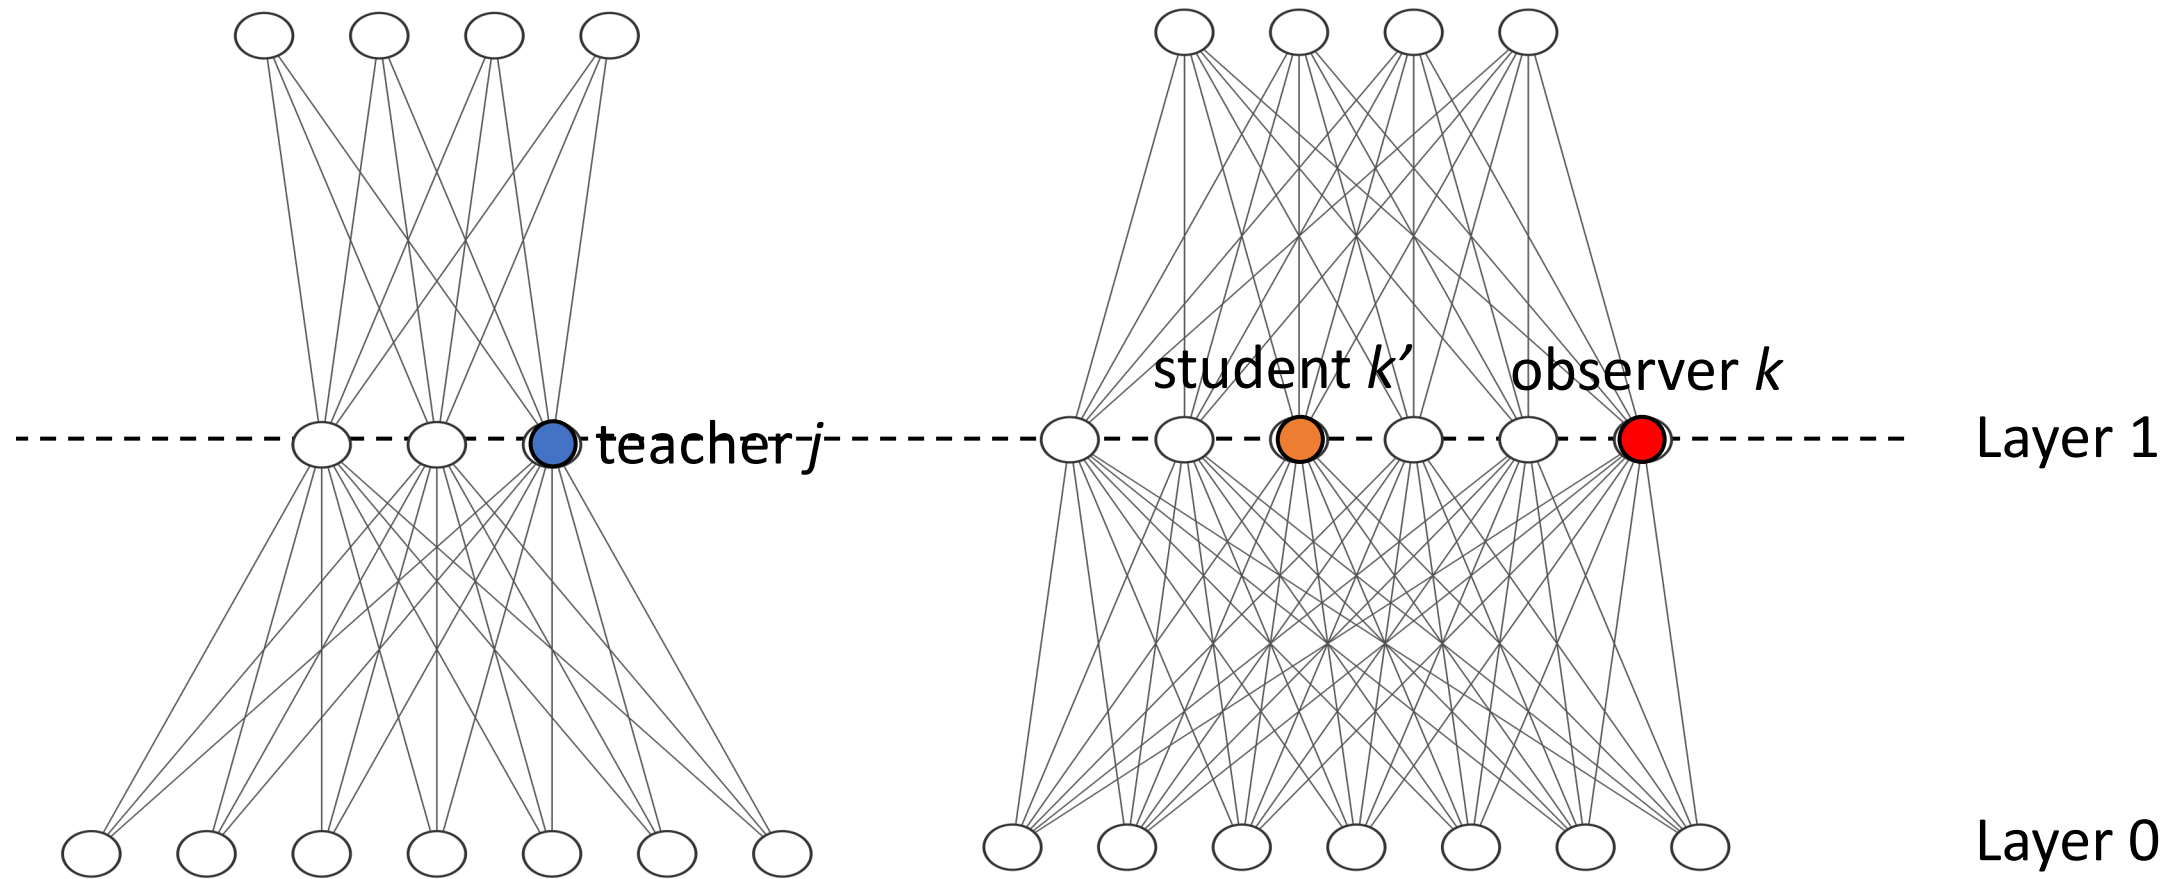 student k’
observer k
teacher j
Layer 1
Layer 0